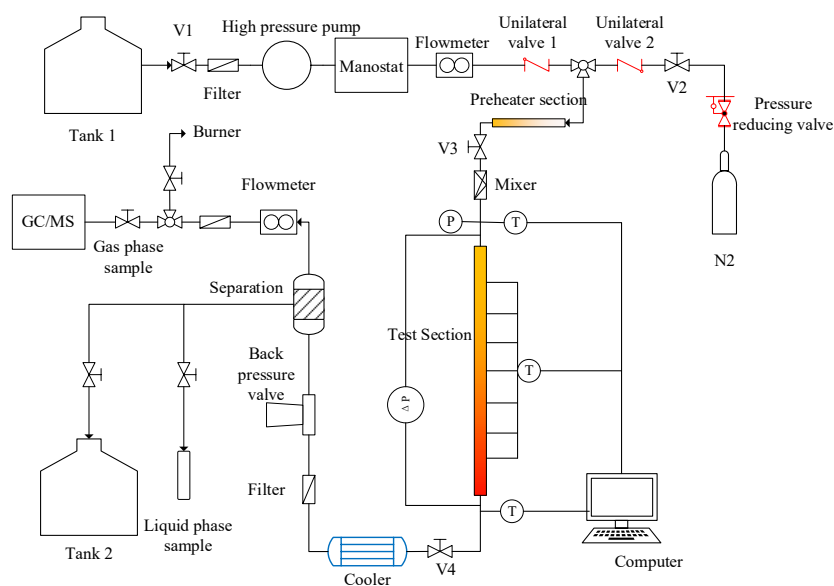 V1
High pressure pump
Flowmeter
Unilateral
valve 1
Unilateral
valve 2
Manostat
Filter
V2
Tank 1
Preheater section
Pressure
reducing valve
Burner
V3
Flowmeter
Mixer
GC/MS
P
T
Gas phase
sample
N2
Separation
Test Section
Back
pressure
valve
T
Δ P
Filter
T
Liquid phase
sample
Tank 2
Cooler
V4
Computer